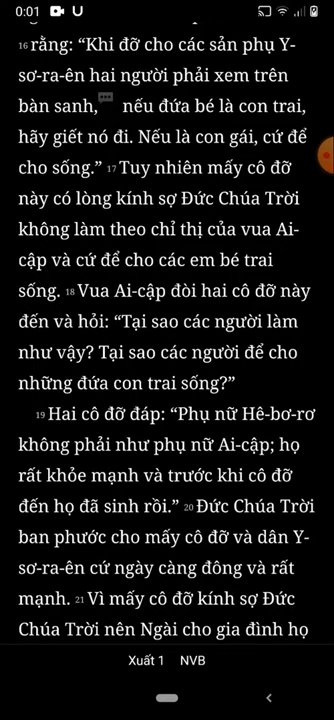 0:01 U
16 rằng: “Khi đỡ cho các sản phụ Y-
sơ-ra-ên hai người phải xem trên
bàn sanh, nếu đứa bé là con trai,
hãy giết nó đi. Nếu là con gái, cứ để
cho sống.” 17 Tuy nhiên mấy cô đỡ
này có lòng kính sợ Đức Chúa Trời
không làm theo chỉ thị của vua Ai-
cập và cứ để cho các em bé trai
sống. 18 Vua Ai-cập đòi hai cô đỡ này
đến và hỏi: “Tại sao các người làm
như vậy? Tại sao các người để cho
những đứa con trai sống?”
19 Hai cô đỡ đáp: “Phụ nữ Hê-bơ-rơ
không phải như phụ nữ Ai-cập; họ
rất khỏe mạnh và trước khi cô đỡ
đến họ đã sinh rồi.” 20 Đức Chúa Trời
ban phước cho mấy cô đỡ và dân Y-
sơ-ra-ên cứ ngày càng đông và rất
mạnh. 21 Vì mấy cô đỡ kính sợ Đức
Chúa Trời nên Ngài cho gia đình họ
Xuất 1 NVB